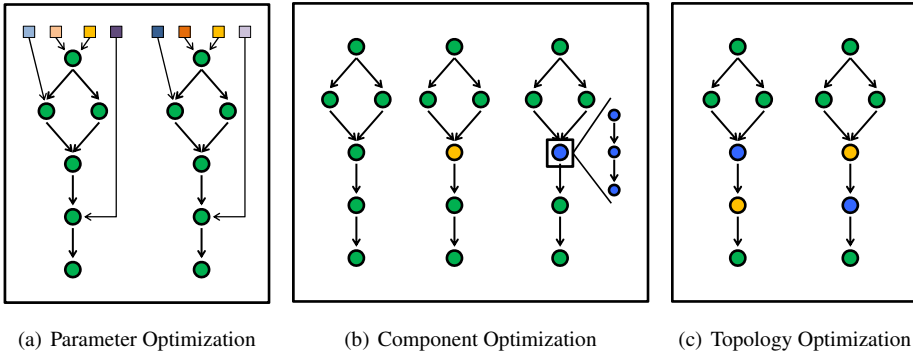 (a) Parameter Optimization
(b) Component Optimization
(c) Topology Optimization